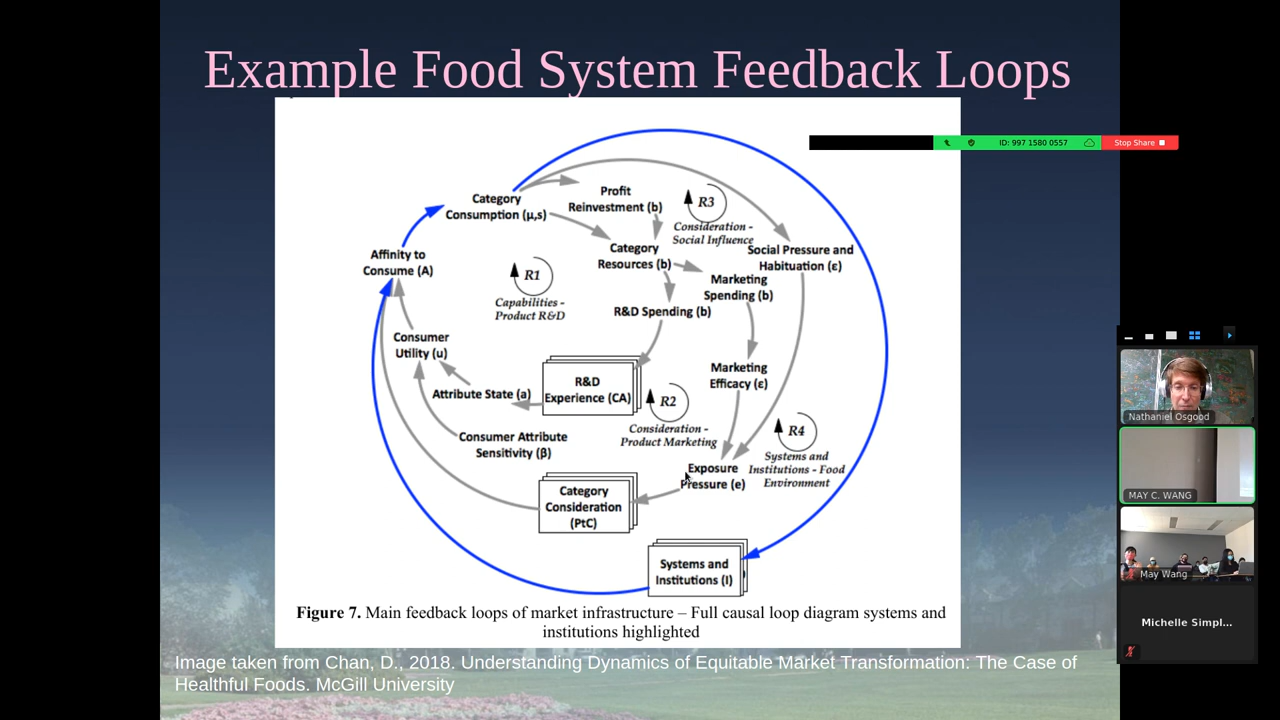 Example Food System Feedback Loops
ID: 997 1580 0557
Stop Share
Category
Consumption (μ,s)
Profit
Reinvestment (b)
R3
Consideration -
Social Influence
Affinity to
Consume (A)
Category
Resources (b)
Social Pressure and
Habituation (ε)
R1
Capabilities -
Product R&D
Marketing
Spending (b)
R&D Spending (b)
Consumer
Utility (u)
Marketing
Efficacy (ε)
R&D
Experience (CA)
Attribute State (a)
R2
Consideration -
Product Marketing
R4
Systems and
Institutions - Food
Environment
Consumer Attribute
Sensitivity (β)
Exposure
Pressure (e)
Category
Consideration
(PtC)
Systems and
Institutions (I)
Figure 7. Main feedback loops of market infrastructure – Full causal loop diagram systems and
institutions highlighted
Image taken from Chan, D., 2018. Understanding Dynamics of Equitable Market Transformation: The Case of
Healthful Foods. McGill University
Nathaniel Osgood
MAY C. WANG
May Wang
Michelle Simpl...